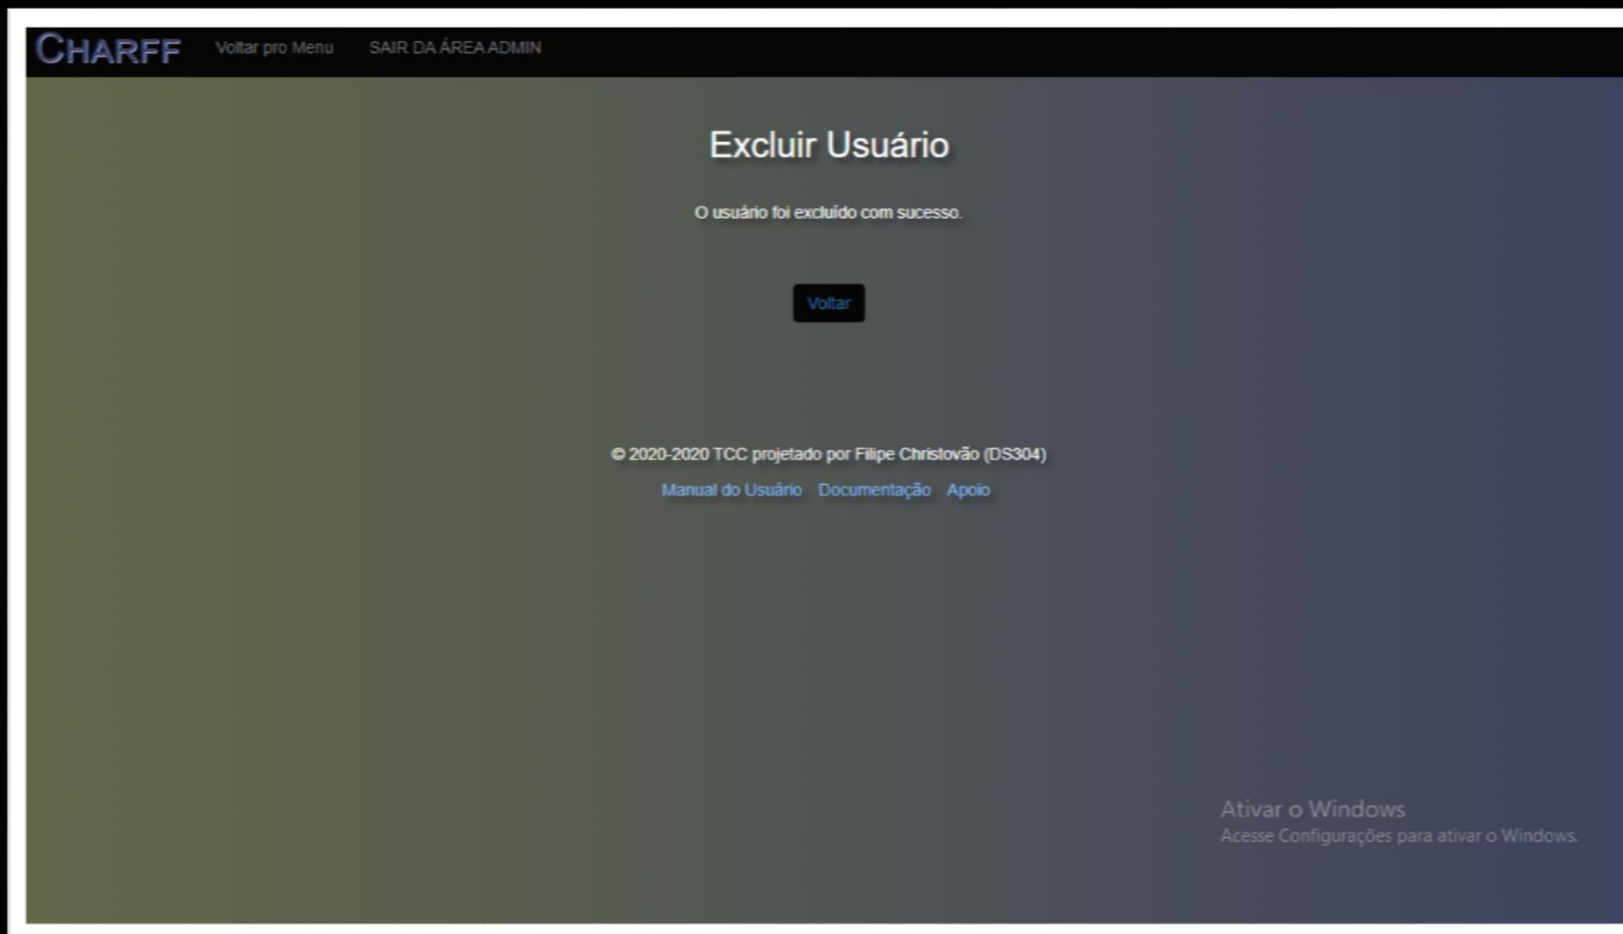 CHARFF Voltar pro Menu SAIR DA ÁREA ADMIN
Excluir Usuário
O usuário foi excluído com sucesso.
Voltar
© 2020-2020 TCC projetado por Filipe Christovão (DS304)
Manual do Usuário Documentação Apoio
Ativar o Windows
Acesse Configurações para ativar o Windows.